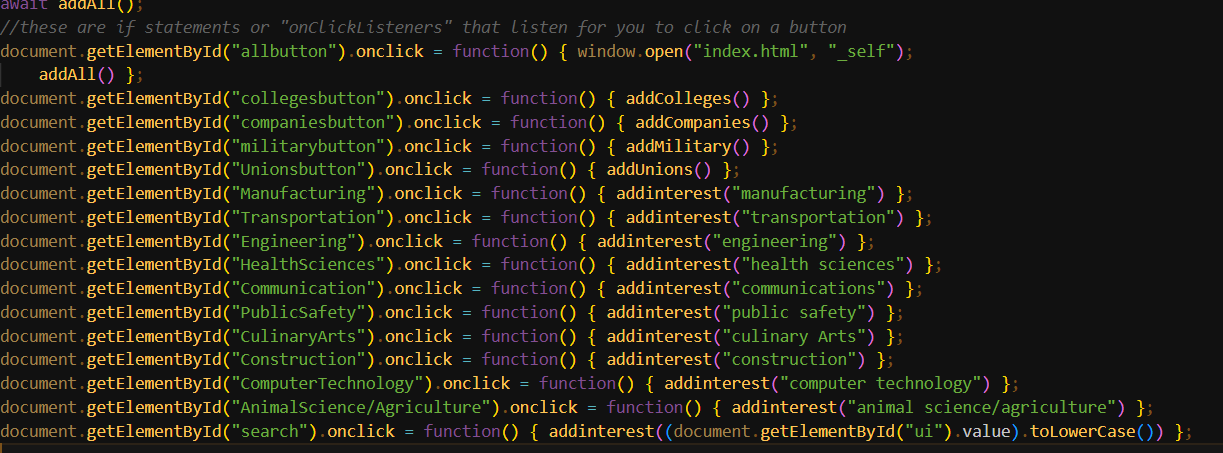 await addAll();
//these are if statements or "onClickListeners" that listen for you to click on a button
document.getElementById("allbutton").onclick = function() { window.open("index.html", "_self");
addAll() };
document.getElementById("collegesbutton").onclick = function() { addColleges() };
document.getElementById("companiesbutton").onclick = function() { addCompanies() };
document.getElementById("militarybutton").onclick = function() { addMilitary() };
document.getElementById("Unionsbutton").onclick = function() { addUnions() };
document.getElementById("Manufacturing").onclick = function() { addinterest("manufacturing") };
document.getElementById("Transportation").onclick = function() { addinterest("transportation") };
document.getElementById("Engineering").onclick = function() { addinterest("engineering") };
document.getElementById("HealthSciences").onclick = function() { addinterest("health sciences") };
document.getElementById("Communication").onclick = function() { addinterest("communications") };
document.getElementById("PublicSafety").onclick = function() { addinterest("public safety") };
document.getElementById("CulinaryArts").onclick = function() { addinterest("culinary Arts") };
document.getElementById("Construction").onclick = function() { addinterest("construction") };
document.getElementById("ComputerTechnology").onclick = function() { addinterest("computer technology") };
document.getElementById("AnimalScience/Agriculture").onclick = function() { addinterest("animal science/agriculture") };
document.getElementById("search").onclick = function() { addinterest((document.getElementById("ui").value).toLowerCase()) };